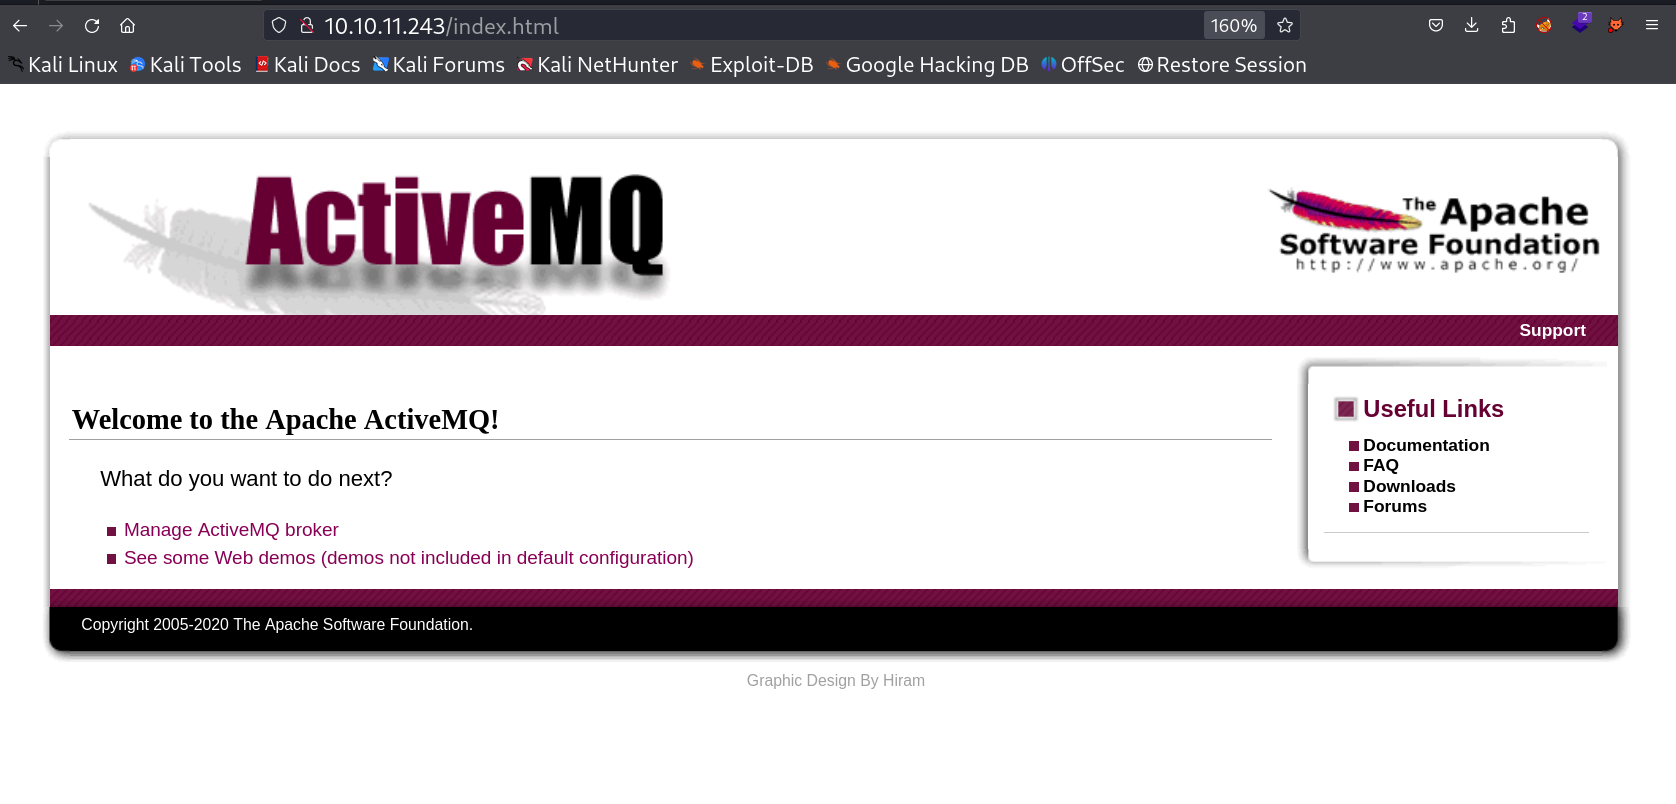 10.10.11.243/index.html 160% 2
Kali Linux Kali Tools Kali Docs Kali Forums Kali NetHunter Exploit-DB Google Hacking DB OffSec Restore Session
ActiveMQ
The Apache
Software Foundation
http://www.apache.org/
Support
Welcome to the Apache ActiveMQ!
What do you want to do next?
Manage ActiveMQ broker
See some Web demos (demos not included in default configuration)
Useful Links
Documentation
FAQ
Downloads
Forums
Copyright 2005-2020 The Apache Software Foundation.
Graphic Design By Hiram